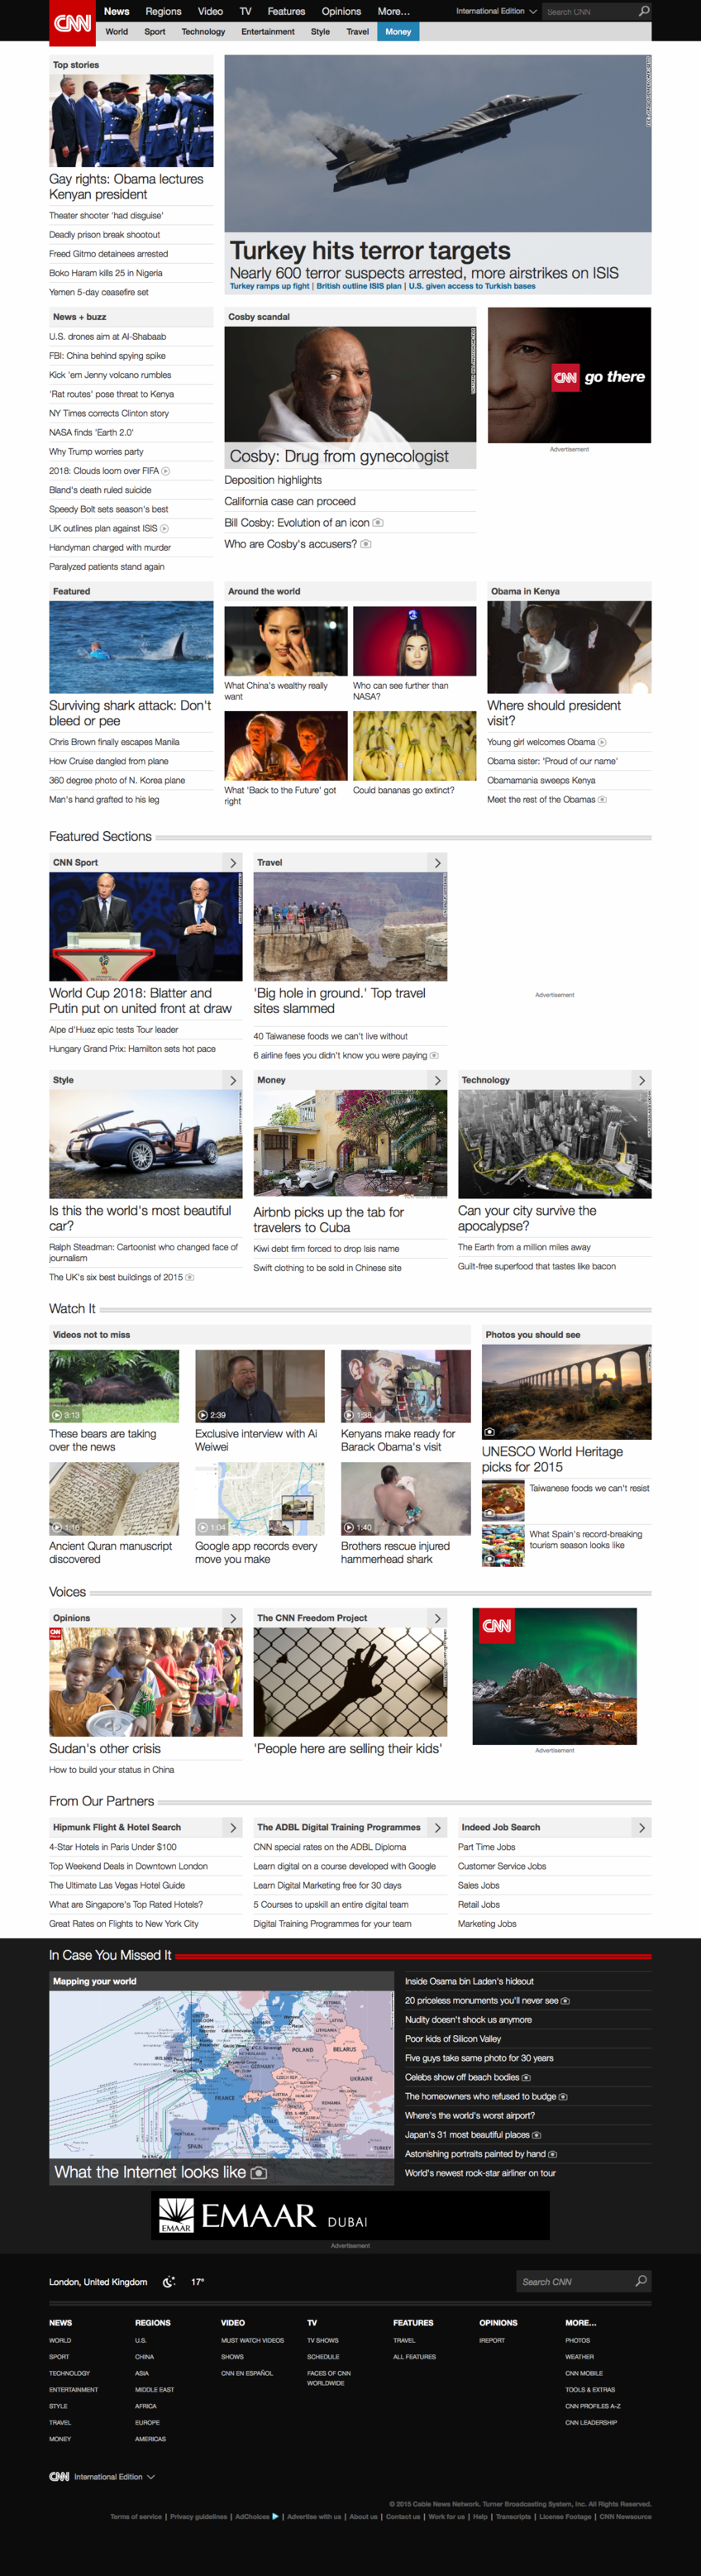 CNN
News Regions Video TV Features Opinions More...
International Edition
Search CNN
World Sport Technology Entertainment Style Travel Money
Top stories
Gay rights: Obama lectures
Kenyan president
Theater shooter 'had disguise'
Deadly prison break shootout
Freed Gitmo detainees arrested
Boko Haram kills 25 in Nigeria
Yemen 5-day ceasefire set
Turkey hits terror targets
Nearly 600 terror suspects arrested, more airstrikes on ISIS
Turkey ramps up fight | British outline ISIS plan | U.S. given access to Turkish bases
News + buzz
U.S. drones aim at Al-Shabaab
FBI: China behind spying spike
Kick 'em Jenny volcano rumbles
'Rat routes' pose threat to Kenya
NY Times corrects Clinton story
NASA finds 'Earth 2.0'
Why Trump worries party
2018: Clouds loom over FIFA
Bland's death ruled suicide
Speedy Bolt sets season's best
UK outlines plan against ISIS
Handyman charged with murder
Paralyzed patients stand again
Cosby scandal
Cosby: Drug from gynecologist
Deposition highlights
California case can proceed
Bill Cosby: Evolution of an icon
Who are Cosby's accusers?
CNN go there
Advertisement
Featured
Surviving shark attack: Don't
bleed or pee
Chris Brown finally escapes Manila
How Cruise dangled from plane
360 degree photo of N. Korea plane
Man's hand grafted to his leg
Around the world
What China's wealthy really
want
Who can see further than
NASA?
What 'Back to the Future' got
right
Could bananas go extinct?
Obama in Kenya
Where should president
visit?
Young girl welcomes Obama
Obama sister: 'Proud of our name'
Obamamania sweeps Kenya
Meet the rest of the Obamas
Featured Sections
CNN Sport
World Cup 2018: Blatter and
Putin put on united front at draw
Alpe d'Huez epic tests Tour leader
Hungary Grand Prix: Hamilton sets hot pace
Travel
'Big hole in ground.' Top travel
sites slammed
40 Taiwanese foods we can't live without
6 airline fees you didn't know you were paying
Advertisement
Style
Is this the world's most beautiful
car?
Ralph Steadman: Cartoonist who changed face of
journalism
The UK's six best buildings of 2015
Money
Airbnb picks up the tab for
travelers to Cuba
Kiwi debt firm forced to drop Isis name
Swift clothing to be sold in Chinese site
Technology
Can your city survive the
apocalypse?
The Earth from a million miles away
Guilt-free superfood that tastes like bacon
Watch It
Videos not to miss
3:13
These bears are taking
over the news
2:39
Exclusive interview with Ai
Weiwei
1:38
Kenyans make ready for
Barack Obama's visit
1:16
Ancient Quran manuscript
discovered
1:04
Google app records every
move you make
1:40
Brothers rescue injured
hammerhead shark
Photos you should see
UNESCO World Heritage
picks for 2015
Taiwanese foods we can't resist
What Spain's record-breaking
tourism season looks like
Voices
Opinions
CNN
Sudan's other crisis
How to build your status in China
The CNN Freedom Project
'People here are selling their kids'
CNN
Advertisement
From Our Partners
Hipmunk Flight & Hotel Search
4-Star Hotels in Paris Under $100
Top Weekend Deals in Downtown London
The Ultimate Las Vegas Hotel Guide
What are Singapore's Top Rated Hotels?
Great Rates on Flights to New York City
The ADBL Digital Training Programmes
CNN special rates on the ADBL Diploma
Learn digital on a course developed with Google
Learn Digital Marketing free for 30 days
5 Courses to upskill an entire digital team
Digital Training Programmes for your team
Indeed Job Search
Part Time Jobs
Customer Service Jobs
Sales Jobs
Retail Jobs
Marketing Jobs
In Case You Missed It
Mapping your world
UNITED
KINGDOM
POLAND
BELARUS
GERMANY
UKRAINE
FRANCE
SPAIN
TURKEY
What the Internet looks like
Inside Osama bin Laden's hideout
20 priceless monuments you'll never see
Nudity doesn't shock us anymore
Poor kids of Silicon Valley
Five guys take same photo for 30 years
Celebs show off beach bodies
The homeowners who refused to budge
Where's the world's worst airport?
Japan's 31 most beautiful places
Astonishing portraits painted by hand
World's newest rock-star airliner on tour
EMAAR
EMAAR DUBAI
Advertisement
London, United Kingdom 17°
Search CNN
NEWS
WORLD
SPORT
TECHNOLOGY
ENTERTAINMENT
STYLE
TRAVEL
MONEY
REGIONS
U.S.
CHINA
ASIA
MIDDLE EAST
AFRICA
EUROPE
AMERICAS
VIDEO
MUST WATCH VIDEOS
SHOWS
CNN EN ESPAÑOL
TV
TV SHOWS
SCHEDULE
FACES OF CNN
WORLDWIDE
FEATURES
TRAVEL
ALL FEATURES
OPINIONS
IREPORT
MORE...
PHOTOS
WEATHER
CNN MOBILE
TOOLS & EXTRAS
CNN PROFILES A-Z
CNN LEADERSHIP
CNN International Edition
© 2015 Cable News Network. Turner Broadcasting System, Inc. All Rights Reserved.
Terms of service | Privacy guidelines | AdChoices | Advertise with us | About us | Contact us | Work for us | Help | Transcripts | License Footage | CNN Newsource